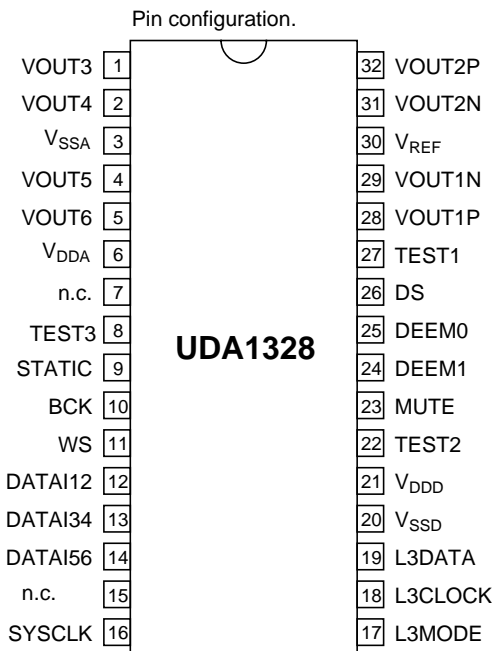 Pin configuration.
VOUT3 1 32 VOUT2P
VOUT4 2 31 VOUT2N
VSSA 3 30 VREF
VOUT5 4 29 VOUT1N
VOUT6 5 28 VOUT1P
VDDA 6 27 TEST1
n.c. 7 26 DS
TEST3 8 25 DEEM0
UDA1328
STATIC 9 24 DEEM1
BCK 10 23 MUTE
WS 11 22 TEST2
DATAI12 12 21 VDDD
DATAI34 13 20 VSSD
DATAI56 14 19 L3DATA
n.c. 15 18 L3CLOCK
SYSCLK 16 17 L3MODE